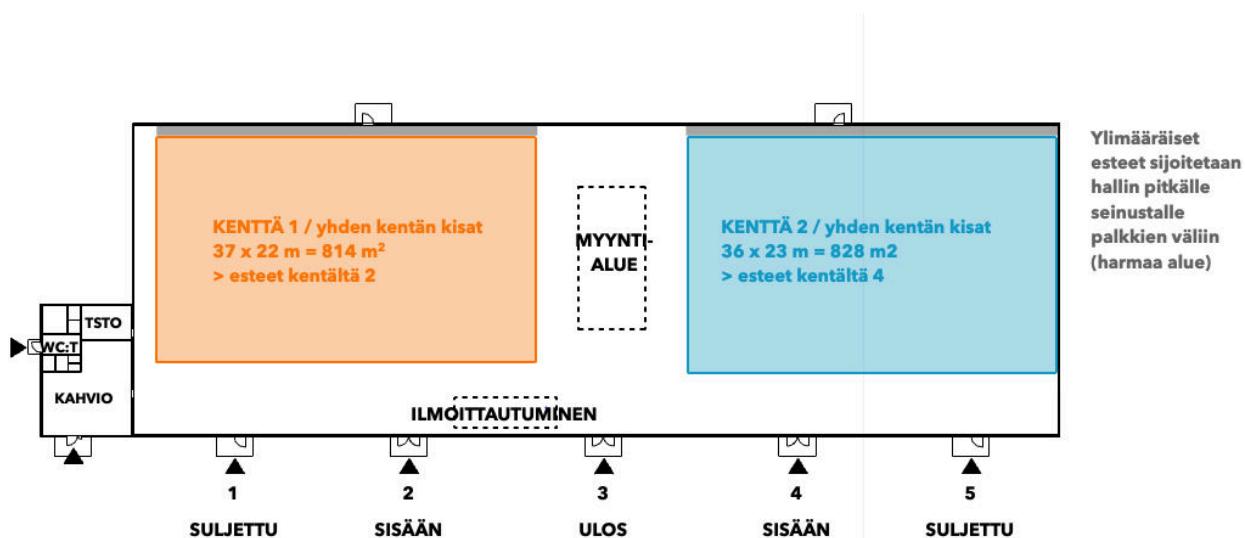 Ylimääräiset
esteet sijoitetaan
hallin pitkälle
seinustalle
palkkien väliin
(harmaa alue)
KENTTÄ 1 / yhden kentän kisat
37 x 22 m = 814 m²
> esteet kentältä 2
MYYNTI-
ALUE
KENTTÄ 2 / yhden kentän kisat
36 x 23 m = 828 m2
> esteet kentältä 4
TSTO
WC:T
KAHVIO
ILMOITTAUTUMINEN
1
2
3
4
5
SULJETTU
SISÄÄN
ULOS
SISÄÄN
SULJETTU